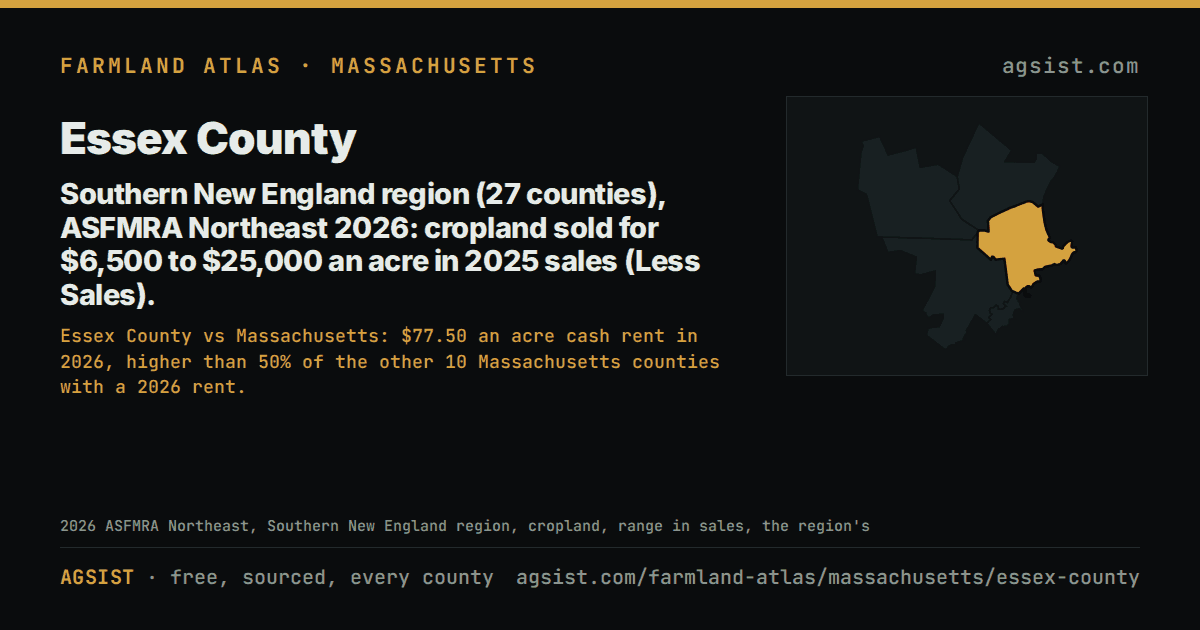 FARMLAND ATLAS · MASSACHUSETTS
agsist.com
Essex County
Southern New England region (27 counties),
ASFMRA Northeast 2026: cropland sold for
$6,500 to $25,000 an acre in 2025 sales (Less
Sales).
Essex County vs Massachusetts: $77.50 an acre cash rent in
2026, higher than 50% of the other 10 Massachusetts counties
with a 2026 rent.
2026 ASFMRA Northeast, Southern New England region, cropland, range in sales, the region's
AGSIST · free, sourced, every county agsist.com/farmland-atlas/massachusetts/essex-county